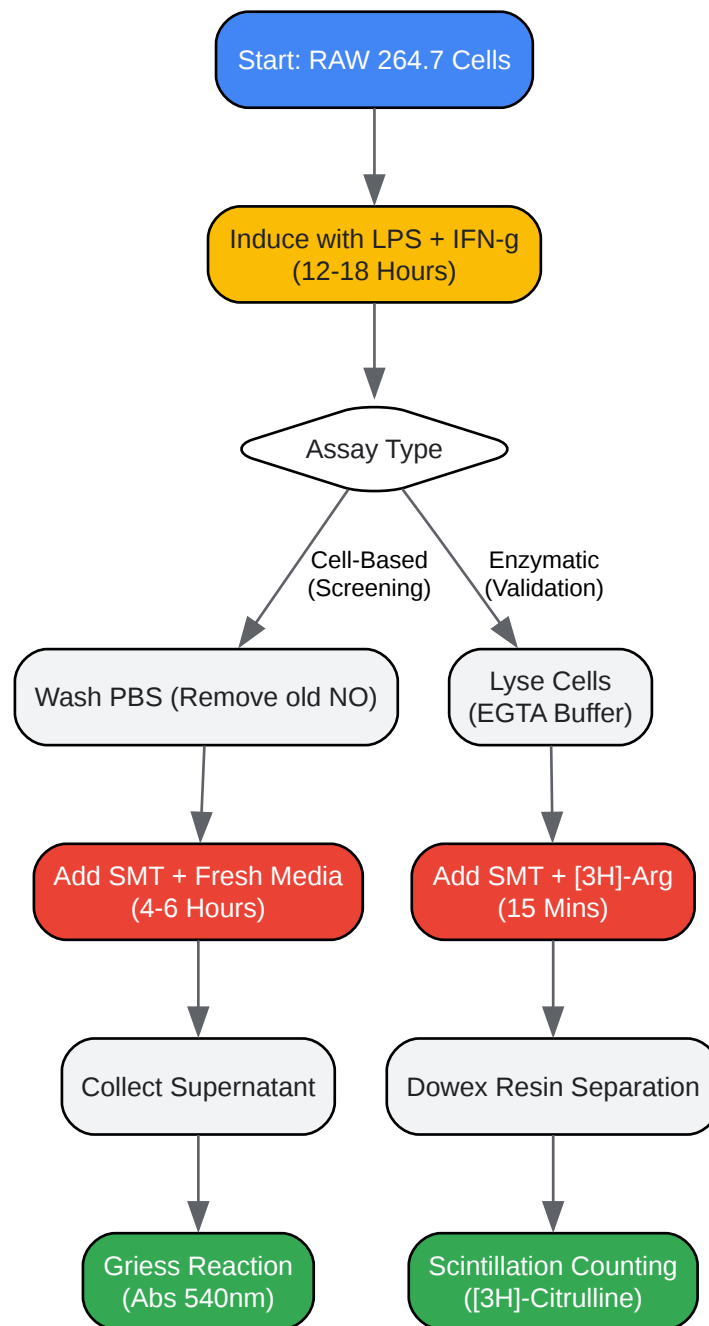 Start: RAW 264.7 Cells
Induce with LPS + IFN-g
(12-18 Hours)
Assay Type
Cell-Based
(Screening)
Enzymatic
(Validation)
Wash PBS (Remove old NO)
Lyse Cells
(EGTA Buffer)
Add SMT + Fresh Media
(4-6 Hours)
Add SMT + [3H]-Arg
(15 Mins)
Collect Supernatant
Dowex Resin Separation
Griess Reaction
(Abs 540nm)
Scintillation Counting
([3H]-Citrulline)